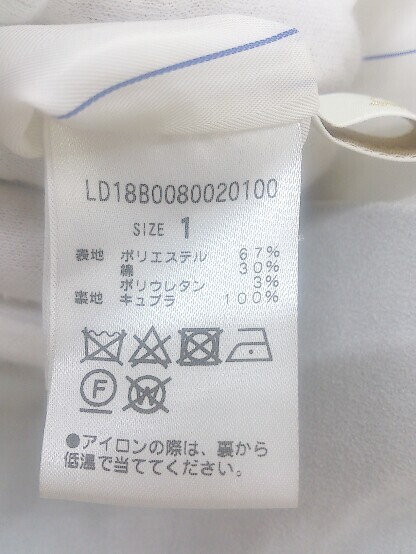 LD18B0080020100
SIZE 1
表地 ポリエステル 67%
綿 30%
ポリウレタン 3%
裏地 キュプラ 100%
F W
●アイロンの際は、裏から
低温で当ててください。